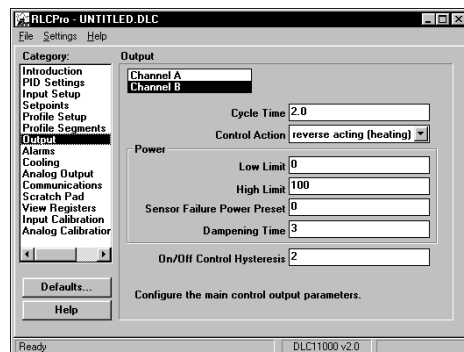 RLCPro - UNTITLED.DLC
File Settings Help
Category:
Introduction
PID Settings
Input Setup
Setpoints
Profile Setup
Profile Segments
Output
Alarms
Cooling
Analog Output
Communications
Scratch Pad
View Registers
Input Calibration
Analog Calibration
Defaults...
Help
Output
Channel A
Channel B
Cycle Time 2.0
Control Action reverse acting (heating)
Power
Low Limit 0
High Limit 100
Sensor Failure Power Preset 0
Dampening Time 3
On/Off Control Hysteresis 2
Configure the main control output parameters.
Ready DLC11000 v2.0